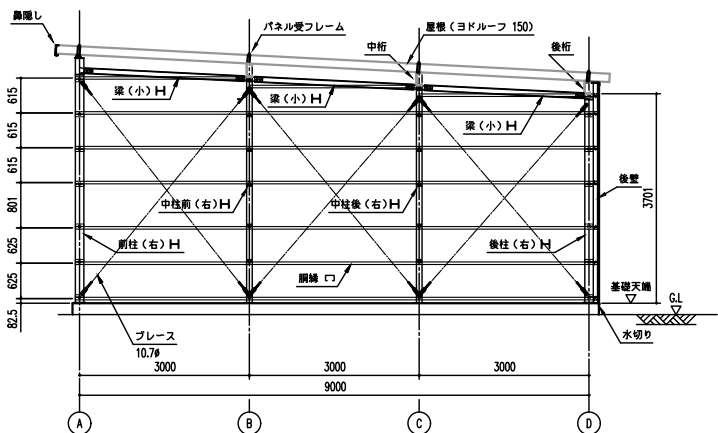 鼻隠し
パネル受フレーム
屋根(ヨドルーフ 150)
中桁
後桁
梁(小)H
梁(小)H
梁(小)H
615
615
615
801
625
625
82.5
中柱前(右)H
中柱後(右)H
後壁
3701
前柱(右)H
後柱(右)H
胴縁
基礎天端
G.L
水切り
ブレース
10.7ø
3000
3000
3000
9000
A
B
C
D